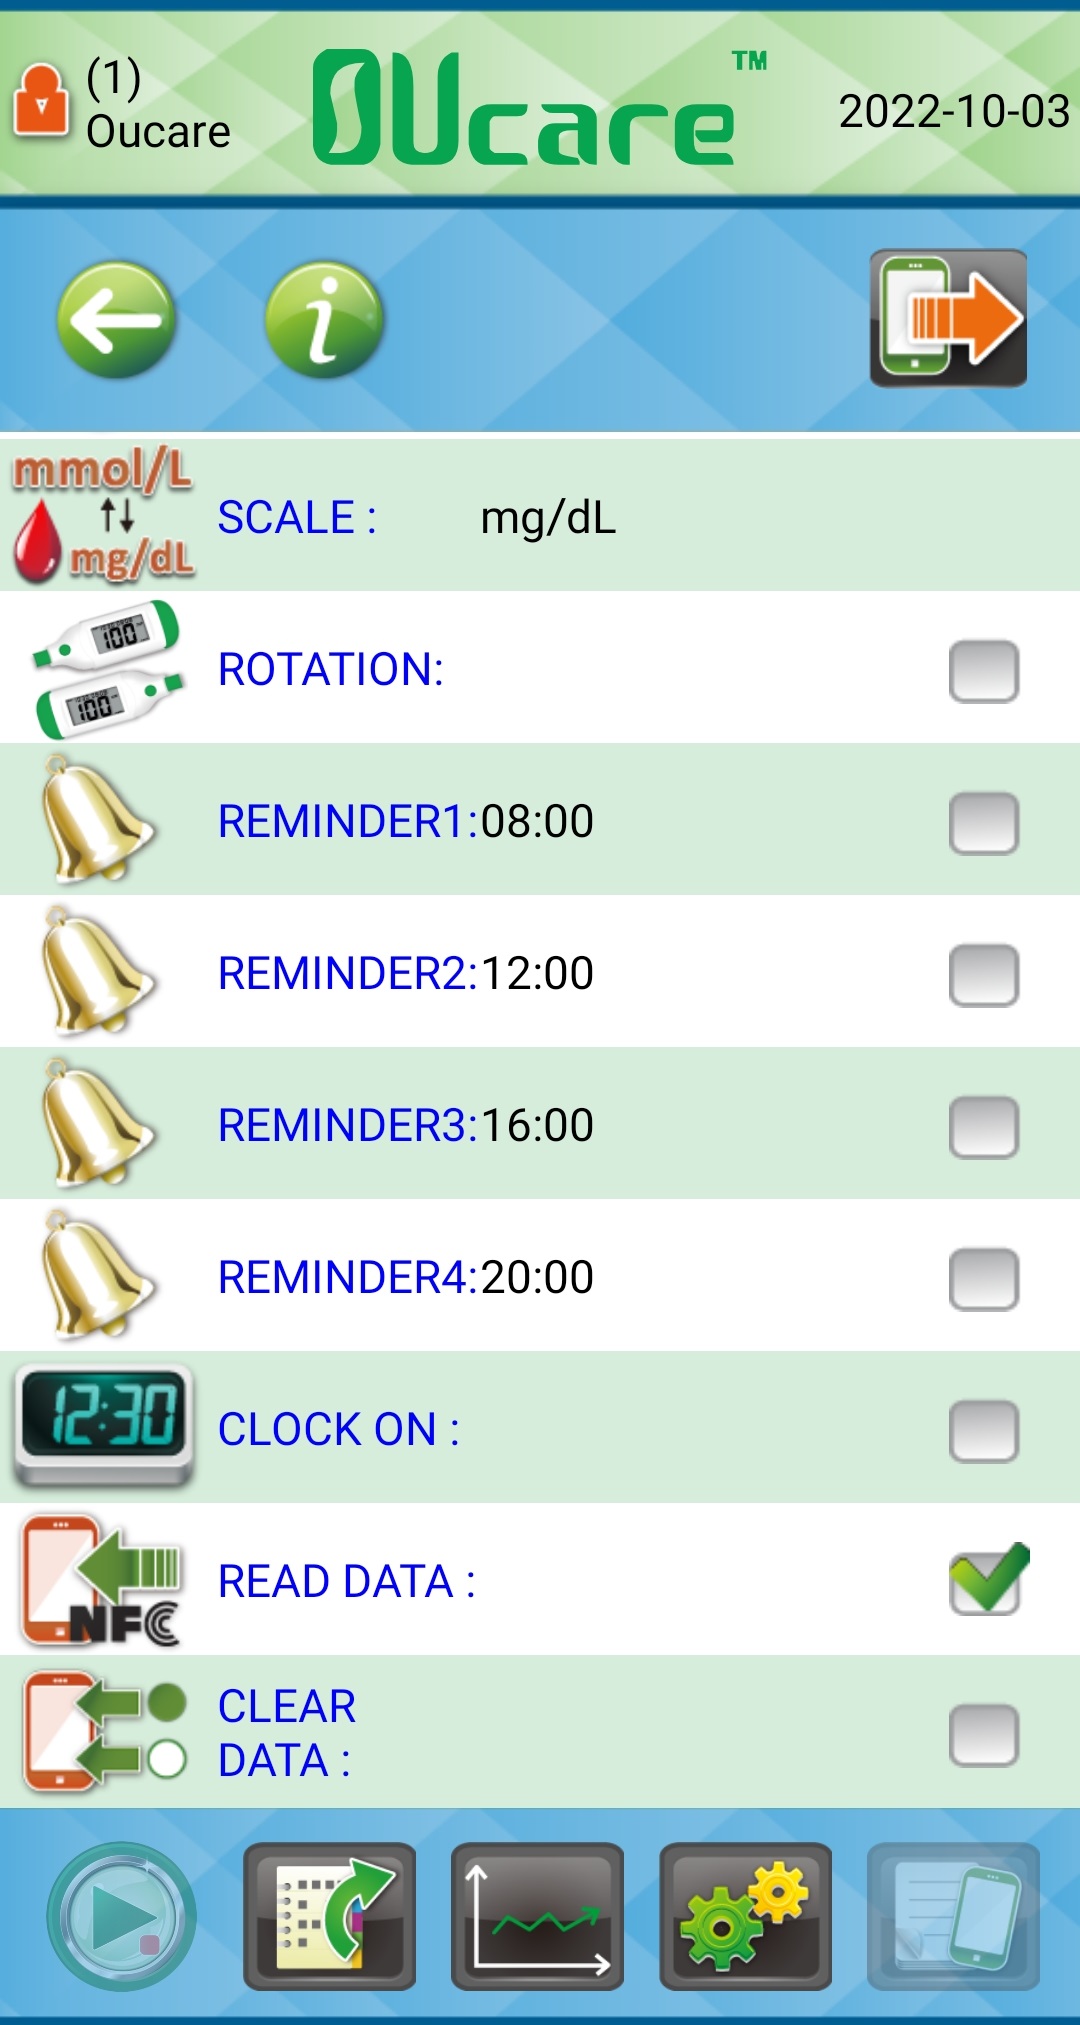 (1)
Oucare
OUcare™
2022-10-03
i
mmol/L
mg/dL
SCALE : mg/dL
100
100
ROTATION:
REMINDER1:08:00
REMINDER2:12:00
REMINDER3:16:00
REMINDER4:20:00
12:30
CLOCK ON :
NFC
READ DATA :
CLEAR
DATA :